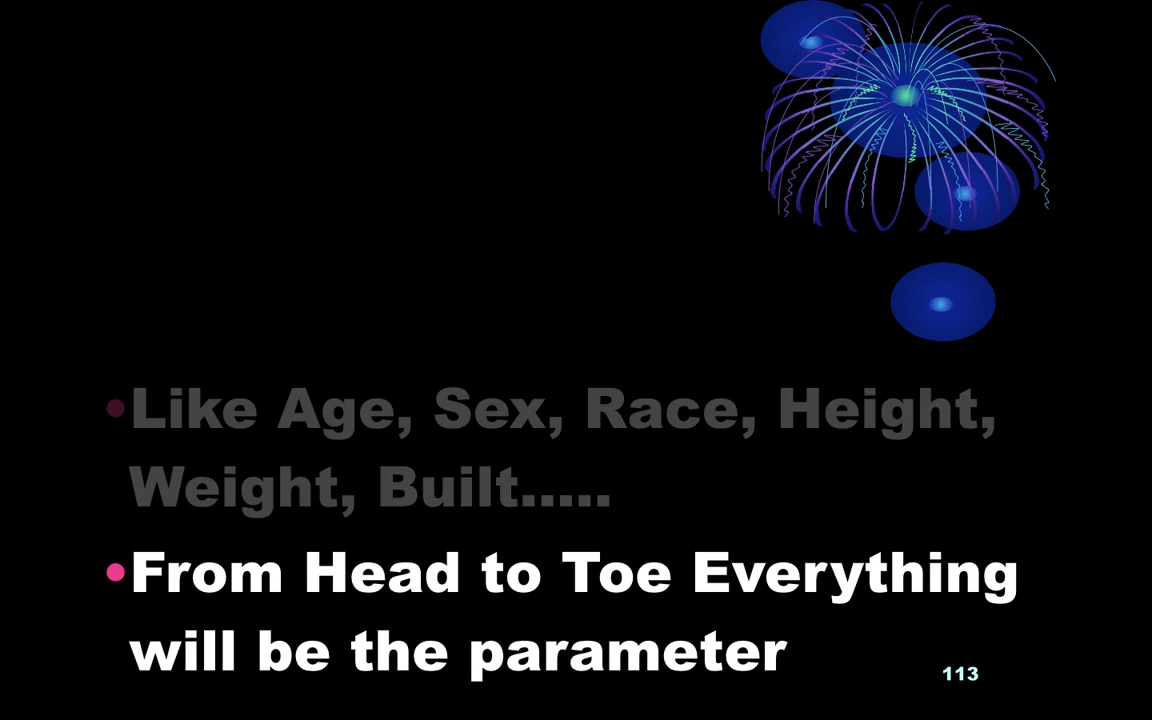 •Like Age, Sex, Race, Height,
Weight, Built.....
•From Head to Toe Everything
will be the parameter
113